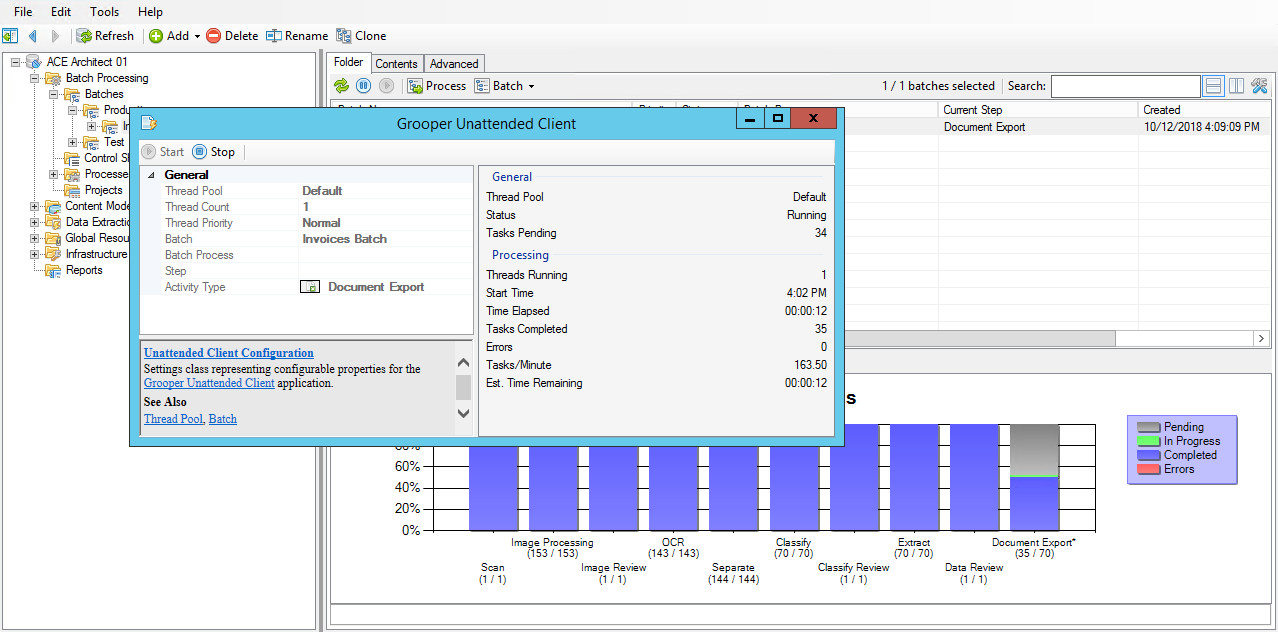 File Edit Tools Help
Refresh Add Delete Rename Clone
ACE Architect 01
Batch Processing
Batches
Test
Projects
Global Resou
Infrastructure
Reports
Folder Contents Advanced
Process Batch 1 / 1 batches selected Search:
Current Step Created
Document Export 10/12/2018 4:09:09 PM
Grooper Unattended Client
Start Stop
General
Thread Pool Default
Thread Count 1
Thread Priority Normal
Batch Invoices Batch
Batch Process
Step
Activity Type Document Export
Unattended Client Configuration
Settings class representing configurable properties for the
Grooper Unattended Client application.
See Also
Thread Pool, Batch
General
Thread Pool Default
Status Running
Tasks Pending 34
Processing
Threads Running 1
Start Time 4:02 PM
Time Elapsed 00:00:12
Tasks Completed 35
Errors 0
Tasks/Minute 163.50
Est. Time Remaining 00:00:12
s
80%
60%
40%
20%
0%
Scan
(1 / 1)
Image Processing
(153 / 153)
Image Review
(1 / 1)
OCR
(143 / 143)
Separate
(144 / 144)
Classify
(70 / 70)
Classify Review
(1 / 1)
Extract
(70 / 70)
Data Review
(1 / 1)
Document Export*
(35 / 70)
Pending
In Progress
Completed
Errors